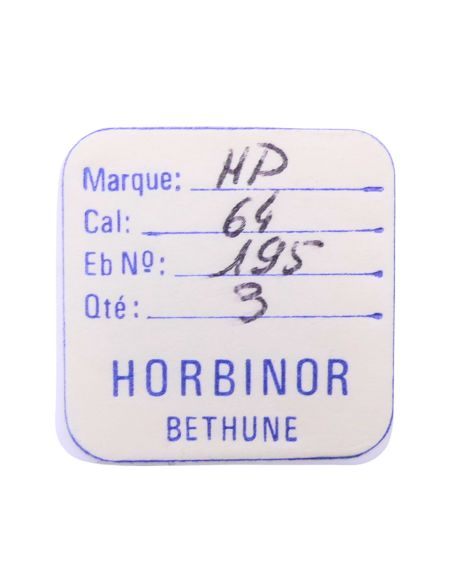 Marque: HP
Cal: 64
Eb Nº: 195
Qté: 3
HORBINOR
BETHUNE